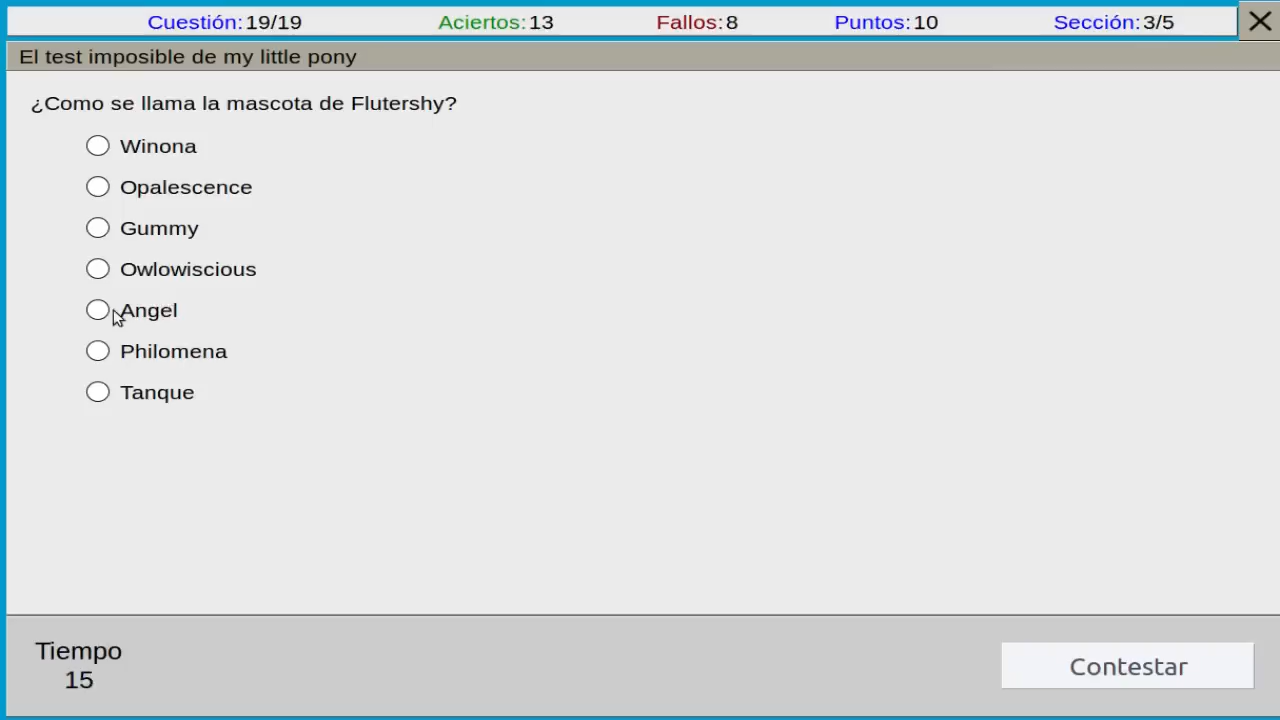 Cuestión: 19/19 Aciertos: 13 Fallos: 8 Puntos: 10 Sección: 3/5
El test imposible de my little pony
¿Como se llama la mascota de Flutershy?
Winona
Opalescence
Gummy
Owlowiscious
Angel
Philomena
Tanque
Tiempo
15
Contestar